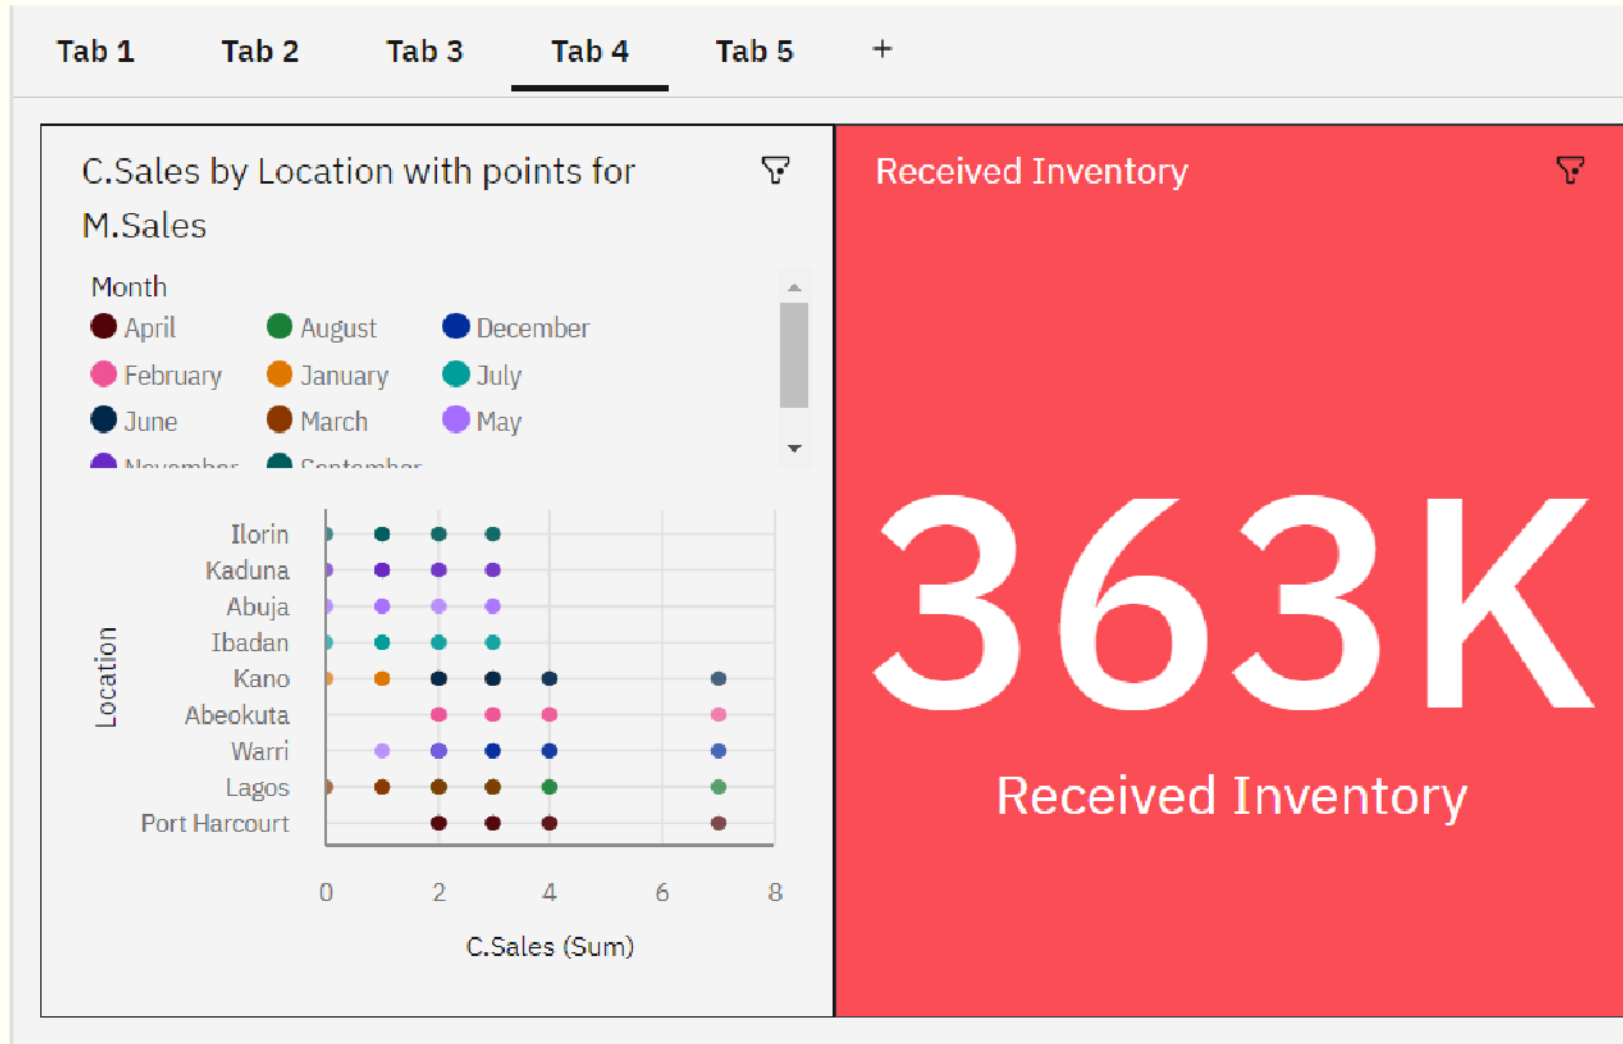 Tab 1 Tab 2 Tab 3 Tab 4 Tab 5 +
C.Sales by Location with points for
M.Sales
Month
April August December
February January July
June March May
November September
Location
Ilorin
Kaduna
Abuja
Ibadan
Kano
Abeokuta
Warri
Lagos
Port Harcourt
0 2 4 6 8
C.Sales (Sum)
Received Inventory
363K
Received Inventory